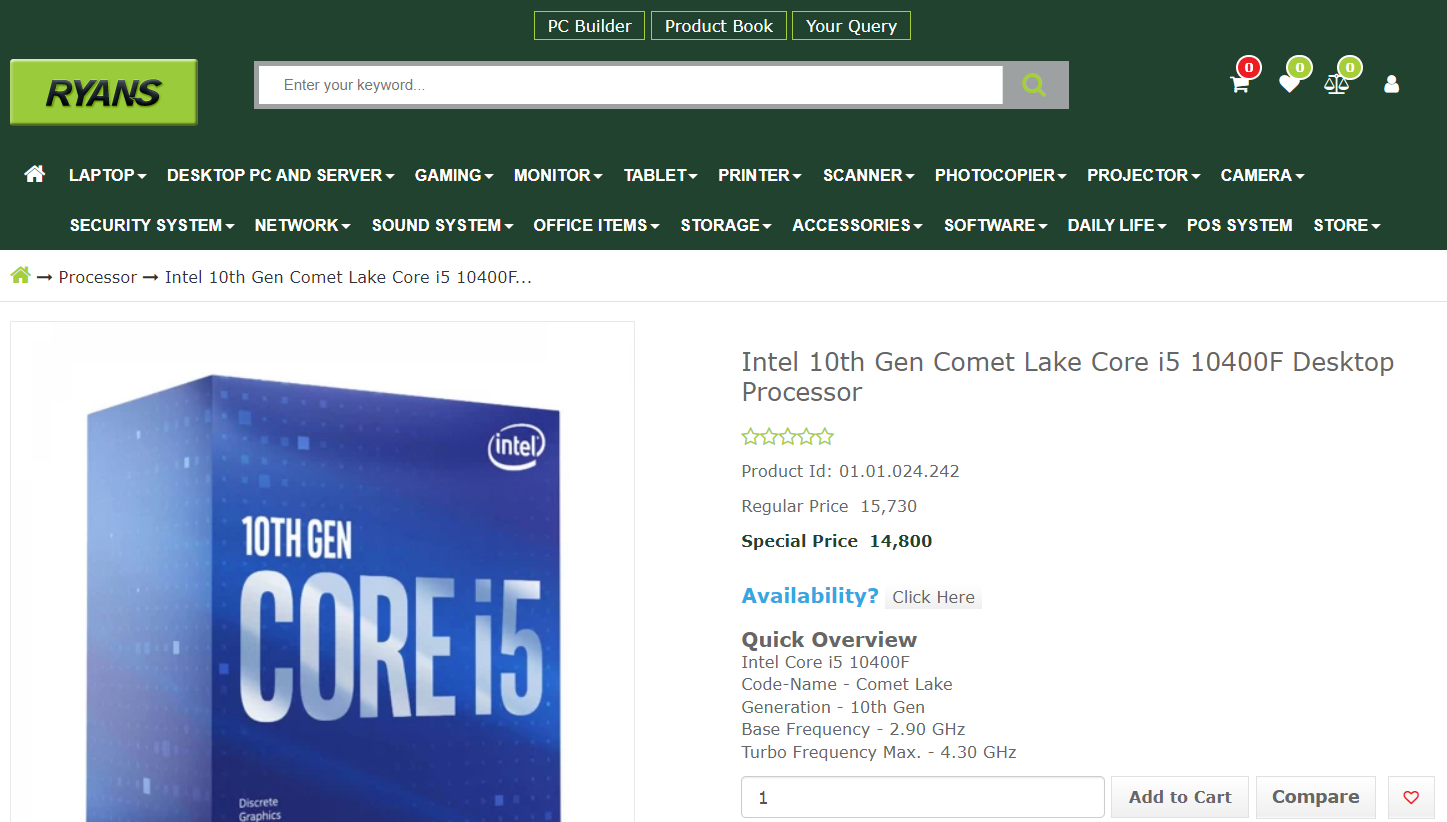 PC Builder Product Book Your Query
RYANS
Enter your keyword...
0 0 0
LAPTOP DESKTOP PC AND SERVER GAMING MONITOR TABLET PRINTER SCANNER PHOTOCOPIER PROJECTOR CAMERA
SECURITY SYSTEM NETWORK SOUND SYSTEM OFFICE ITEMS STORAGE ACCESSORIES SOFTWARE DAILY LIFE POS SYSTEM STORE
Processor Intel 10th Gen Comet Lake Core i5 10400F...
intel
10TH GEN
CORE i5
Discrete
Graphics
Intel 10th Gen Comet Lake Core i5 10400F Desktop
Processor
Product Id: 01.01.024.242
Regular Price 15,730
Special Price 14,800
Availability? Click Here
Quick Overview
Intel Core i5 10400F
Code-Name - Comet Lake
Generation - 10th Gen
Base Frequency - 2.90 GHz
Turbo Frequency Max. - 4.30 GHz
1 Add to Cart Compare